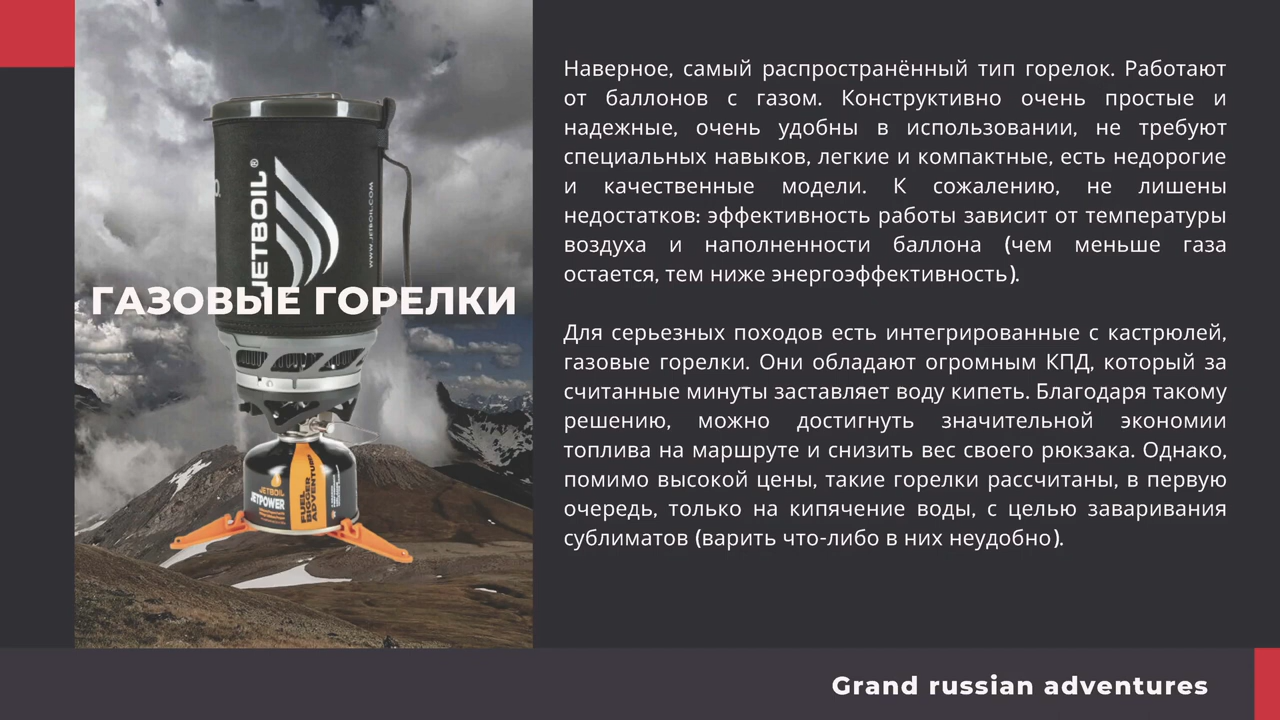 JETBOIL®
WWW.JETBOIL.COM
ГАЗОВЫЕ ГОРЕЛКИ
JETBOIL
JETPOWER
FUEL
BIGGER
ADVENTURE
Наверное, самый распространённый тип горелок. Работают
от баллонов с газом. Конструктивно очень простые и
надежные, очень удобны в использовании, не требуют
специальных навыков, легкие и компактные, есть недорогие
и качественные модели. К сожалению, не лишены
недостатков: эффективность работы зависит от температуры
воздуха и наполненности баллона (чем меньше газа
остается, тем ниже энергоэффективность).
Для серьезных походов есть интегрированные с кастрюлей,
газовые горелки. Они обладают огромным КПД, который за
считанные минуты заставляет воду кипеть. Благодаря такому
решению, можно достигнуть значительной экономии
топлива на маршруте и снизить вес своего рюкзака. Однако,
помимо высокой цены, такие горелки рассчитаны, в первую
очередь, только на кипячение воды, с целью заваривания
сублиматов (варить что-либо в них неудобно).
Grand russian adventures